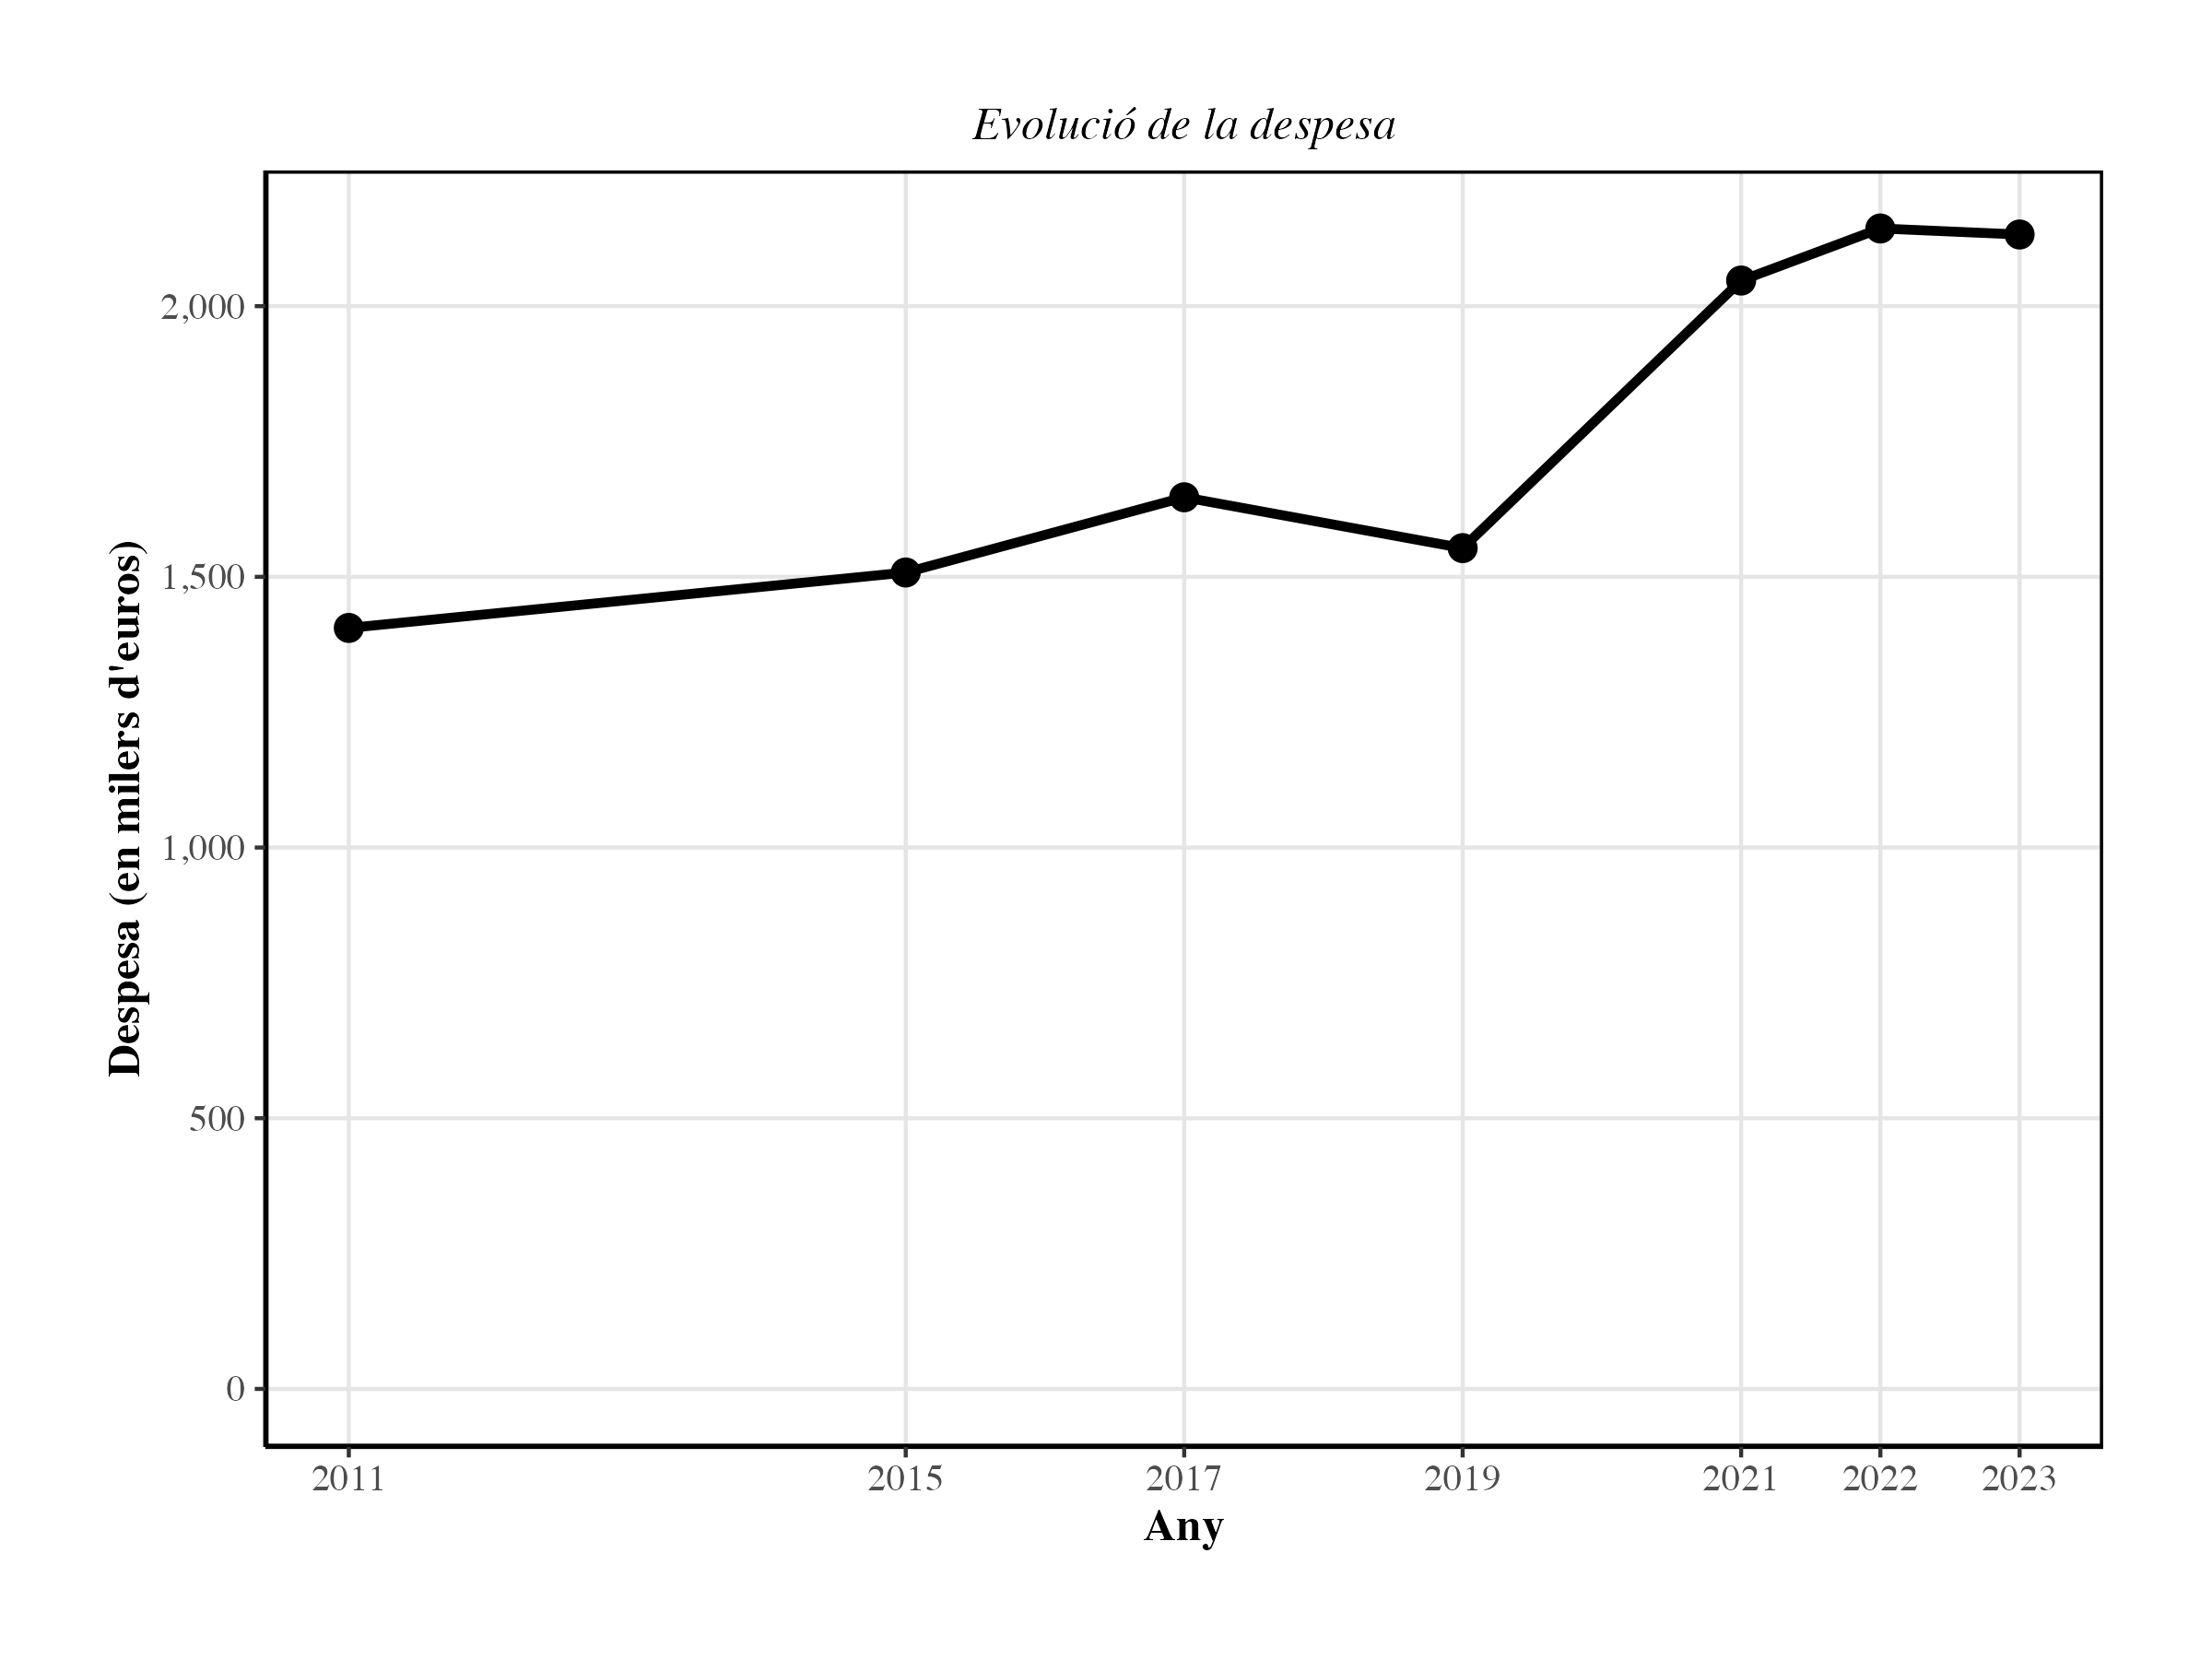 Evolució de la despesa
Despesa (en milers d'euros)
2,000
1,500
1,000
500
0
2011 2015 2017 2019 2021 2022 2023
Any